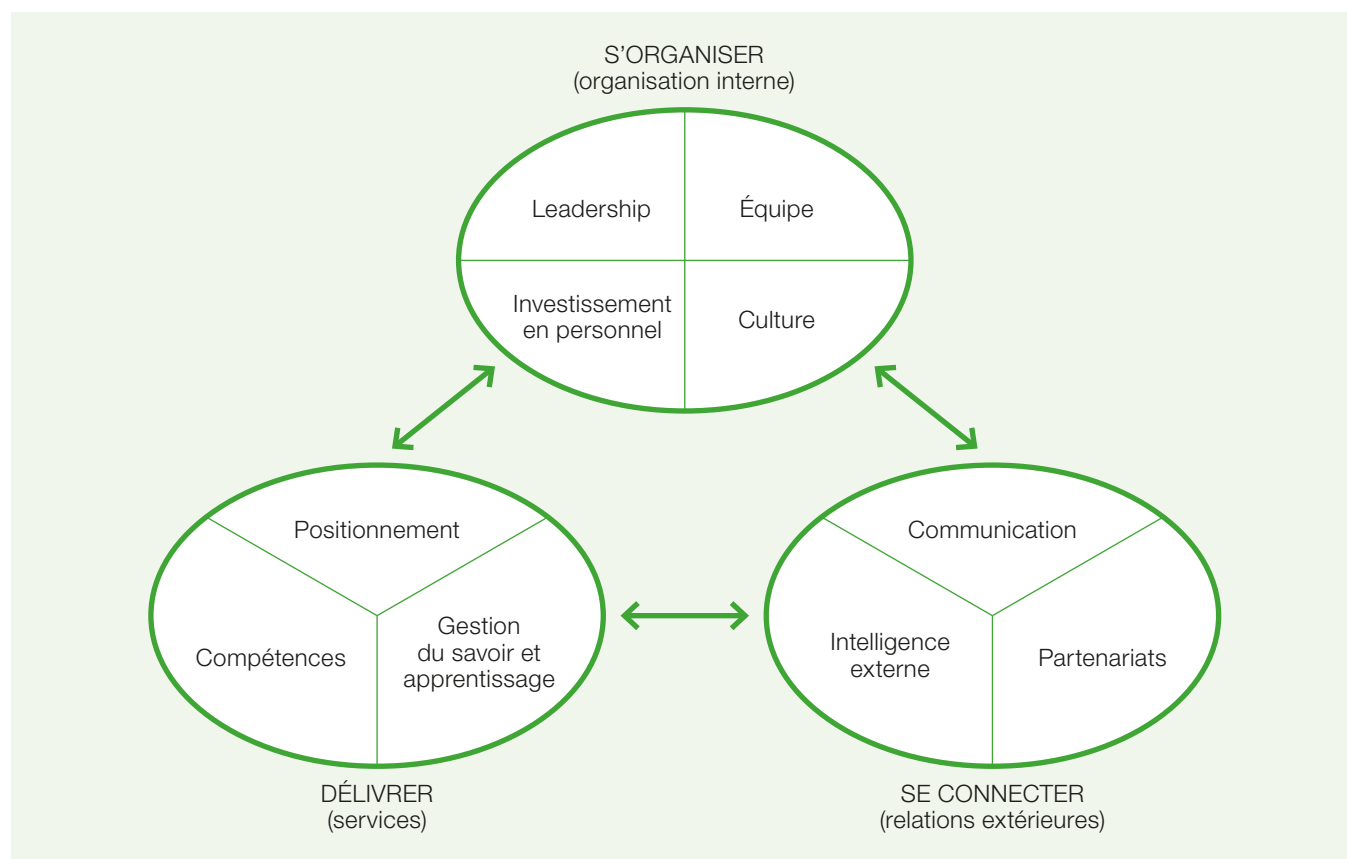 S’ORGANISER
(organisation interne)
Leadership
Équipe
Investissement
en personnel
Culture
Positionnement
Compétences
Gestion
du savoir et
apprentissage
DÉLIVRER
(services)
Communication
Intelligence
externe
Partenariats
SE CONNECTER
(relations extérieures)